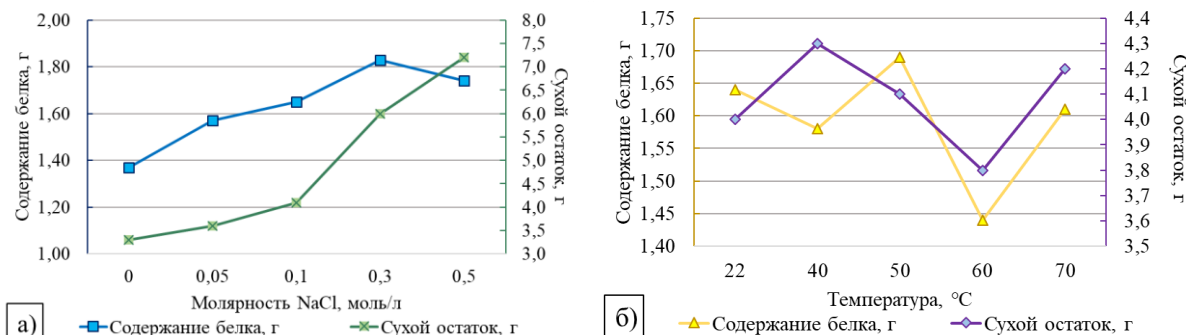 Содержание белка, г
2,00
1,80
1,60
1,40
1,20
1,00
8,0
7,5
7,0
6,5
6,0
5,5
5,0
4,5
4,0
3,5
3,0
Сухой остаток, г
0 0,05 0,1 0,3 0,5
Молярность NaCl, моль/л
а)
Содержание белка, г Сухой остаток, г
Содержание белка, г
1,75
1,70
1,65
1,60
1,55
1,50
1,45
1,40
4,4
4,3
4,2
4,1
4,0
3,9
3,8
3,7
3,6
3,5
Сухой остаток, г
22 40 50 60 70
Температура, °С
б)
Содержание белка, г Сухой остаток, г